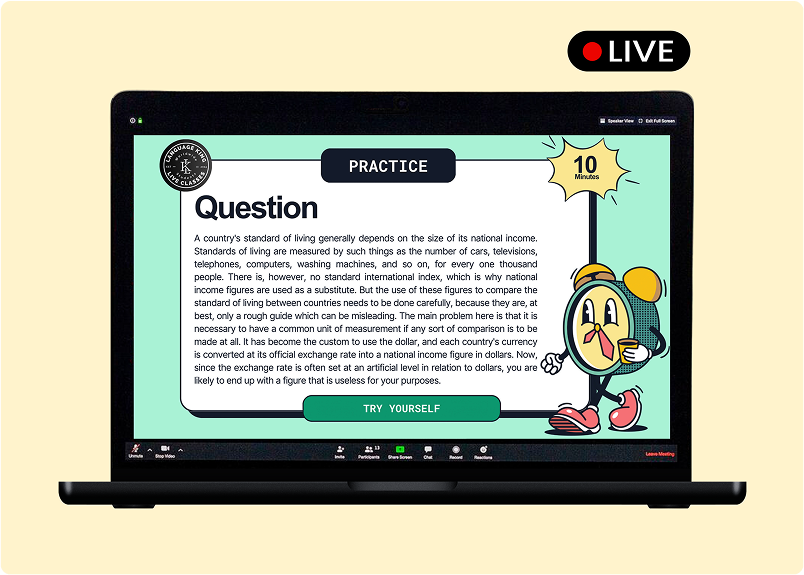 LIVE
Speaker View Exit Full Screen
LANGUAGE KING
LK
LIVE CLASSES
PRACTICE
10
Minutes
Question
A country's standard of living generally depends on the size of its national income.
Standards of living are measured by such things as the number of cars, televisions,
telephones, computers, washing machines, and so on, for every one thousand
people. There is, however, no standard international index, which is why national
income figures are used as a substitute. But the use of these figures to compare the
standard of living between countries needs to be done carefully, because they are, at
best, only a rough guide which can be misleading. The main problem here is that it is
necessary to have a common unit of measurement if any sort of comparison is to be
made at all. It has become the custom to use the dollar, and each country's currency
is converted at its official exchange rate into a national income figure in dollars. Now,
since the exchange rate is often set at an artificial level in relation to dollars, you are
likely to end up with a figure that is useless for your purposes.
TRY YOURSELF
Unmute Stop Video Invite Participants 13 Share Screen Chat Record Reactions Leave Meeting